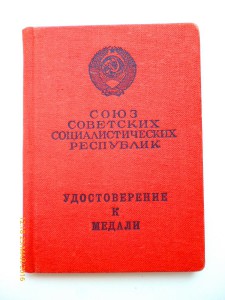 СОЮЗ
СОВЕТСКИХ
СОЦИАЛИСТИЧЕСКИХ
РЕСПУБЛИК
УДОСТОВЕРЕНИЕ
К
МЕДАЛИ